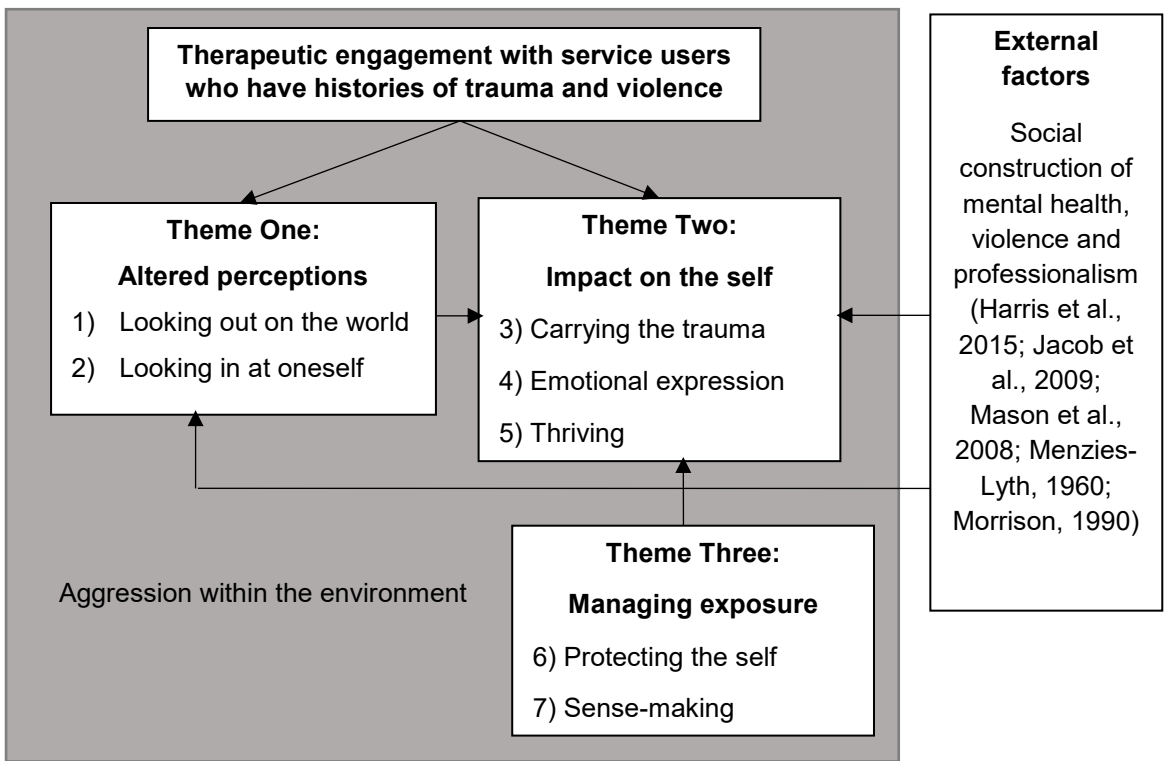 Therapeutic engagement with service users
who have histories of trauma and violence
Theme One:
Altered perceptions
1) Looking out on the world
2) Looking in at oneself
Theme Two:
Impact on the self
3) Carrying the trauma
4) Emotional expression
5) Thriving
Theme Three:
Managing exposure
6) Protecting the self
7) Sense-making
Aggression within the environment
External
factors
Social
construction of
mental health,
violence and
professionalism
(Harris et al.,
2015; Jacob et
al., 2009;
Mason et al.,
2008; Menzies-
Lyth, 1960;
Morrison, 1990)